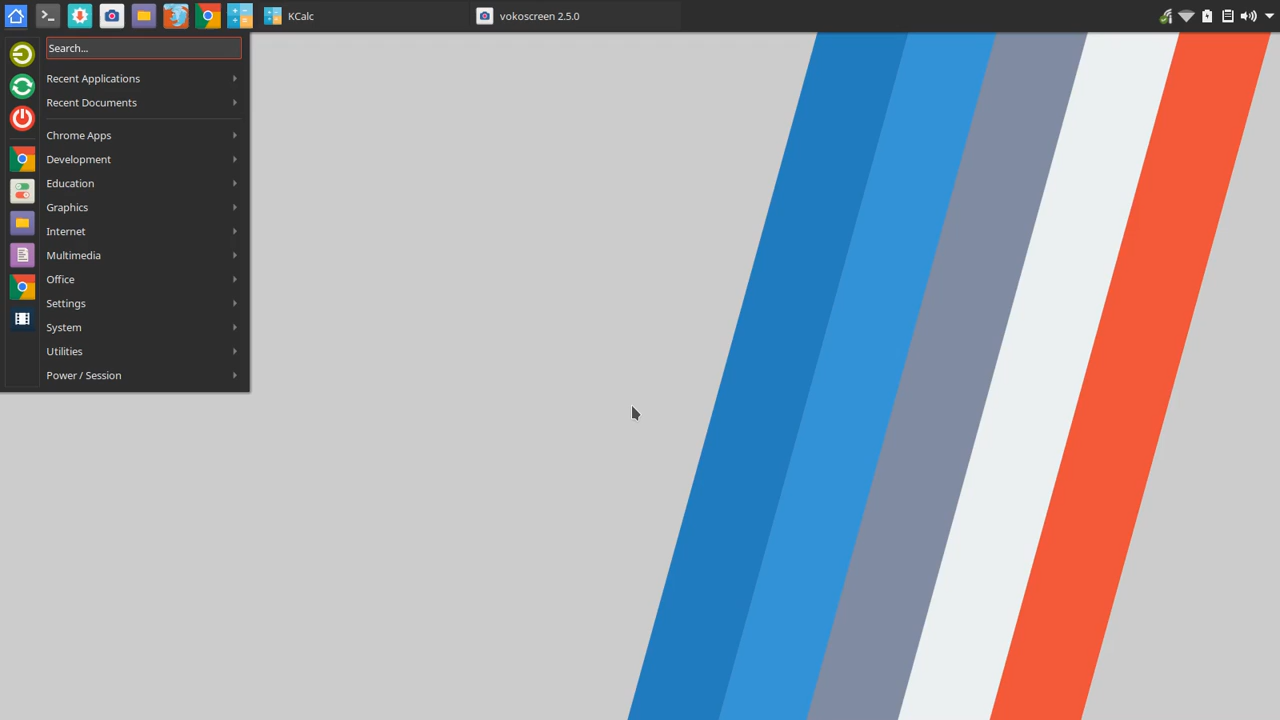 KCalc
vokoscreen 2.5.0
Search...
Recent Applications
Recent Documents
Chrome Apps
Development
Education
Graphics
Internet
Multimedia
Office
Settings
System
Utilities
Power / Session